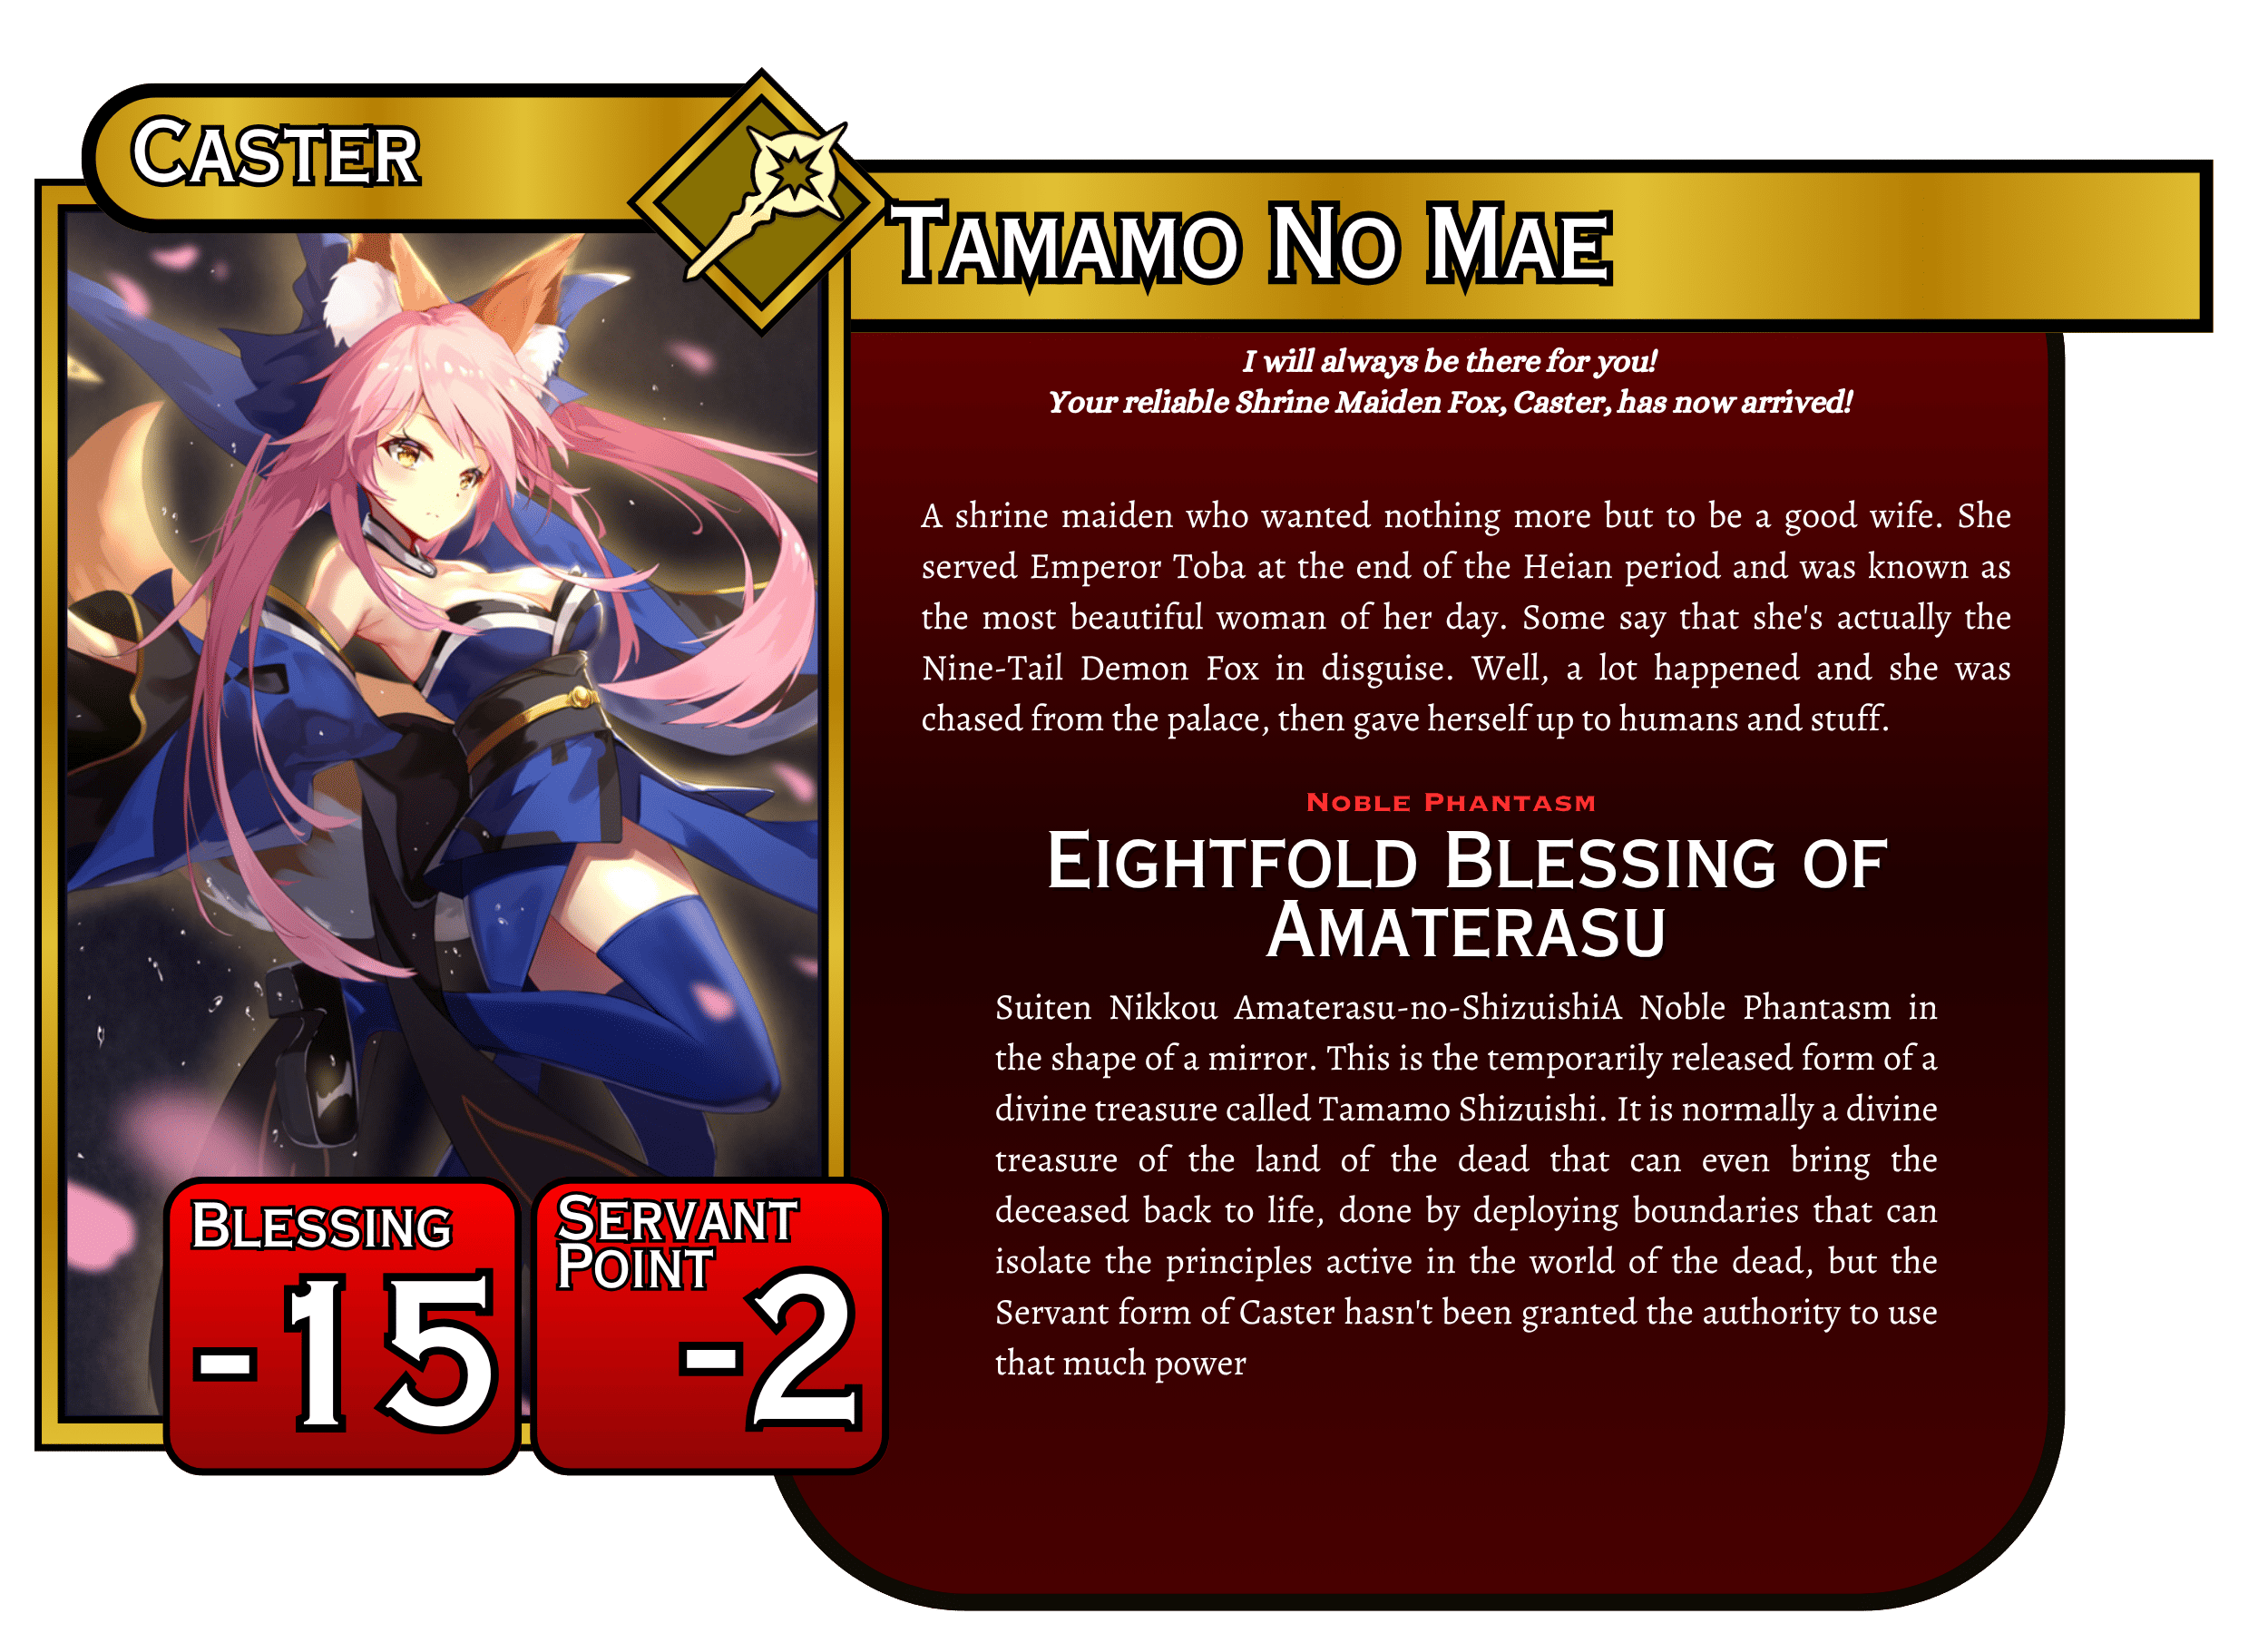 Caster
Tamamo No Mae
I will always be there for you!
Your reliable Shrine Maiden Fox, Caster, has now arrived!
A shrine maiden who wanted nothing more but to be a good wife. She
served Emperor Toba at the end of the Heian period and was known as
the most beautiful woman of her day. Some say that she's actually the
Nine-Tail Demon Fox in disguise. Well, a lot happened and she was
chased from the palace, then gave herself up to humans and stuff.
Noble Phantasm
Eightfold Blessing of
Amaterasu
Suiten Nikkou Amaterasu-no-ShizuishiA Noble Phantasm in
the shape of a mirror. This is the temporarily released form of a
divine treasure called Tamamo Shizuishi. It is normally a divine
treasure of the land of the dead that can even bring the
deceased back to life, done by deploying boundaries that can
isolate the principles active in the world of the dead, but the
Servant form of Caster hasn't been granted the authority to use
that much power
Blessing
-15
Servant
Point
-2